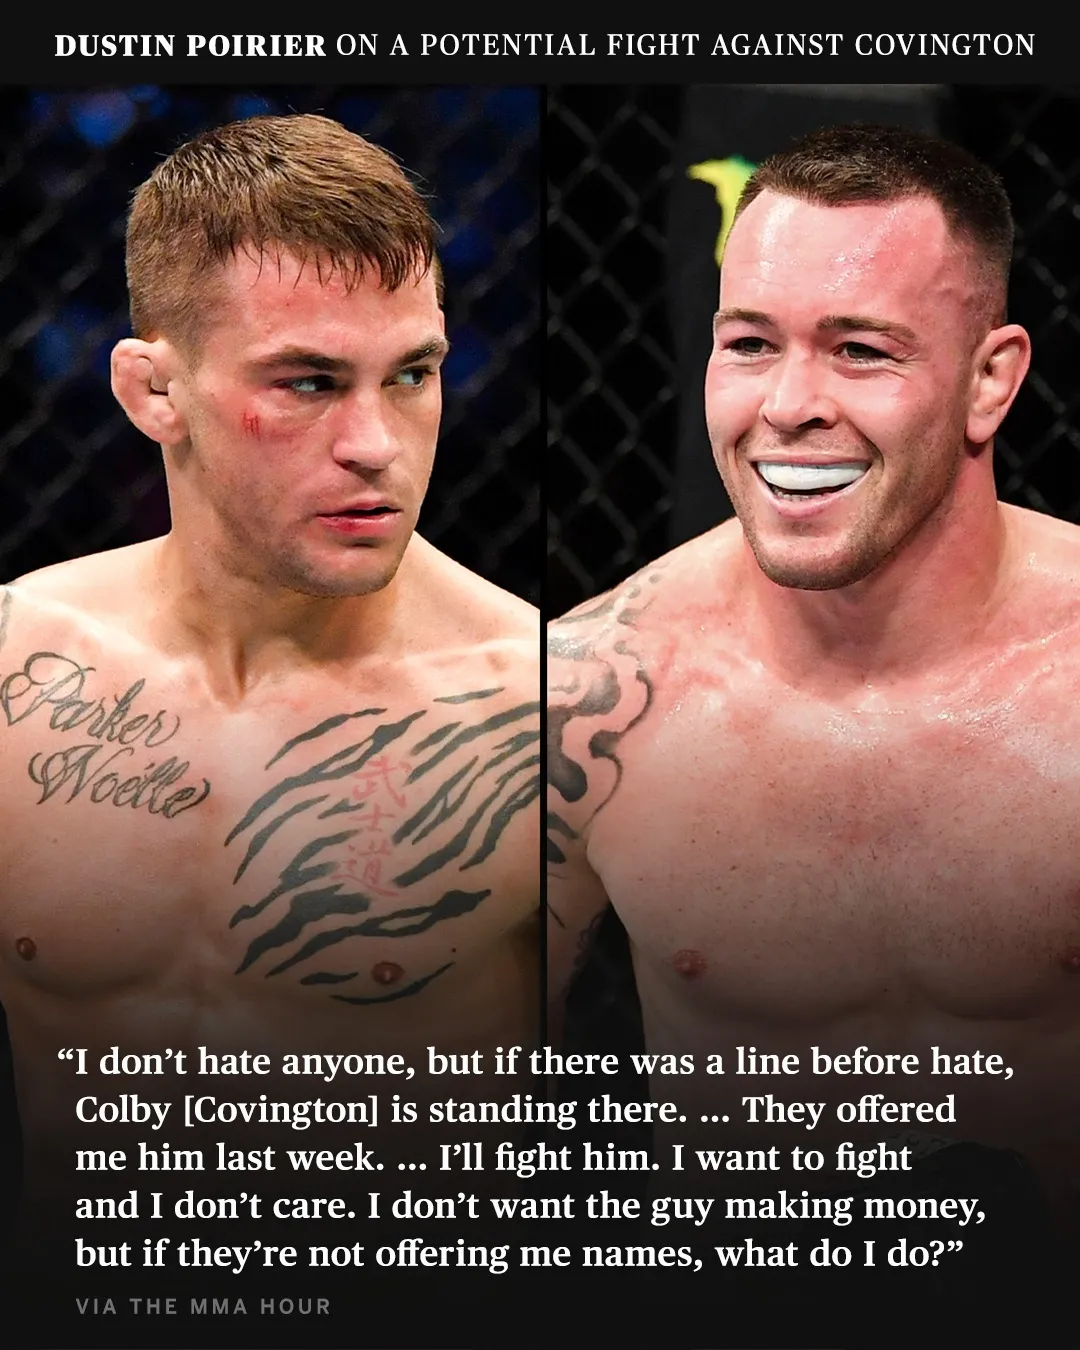 DUSTIN POIRIER ON A POTENTIAL FIGHT AGAINST COVINGTON
Parker
Noelle
武
士
道
“I don’t hate anyone, but if there was a line before hate,
Colby [Covington] is standing there. ... They offered
me him last week. ... I’ll fight him. I want to fight
and I don’t care. I don’t want the guy making money,
but if they’re not offering me names, what do I do?”
VIA THE MMA HOUR